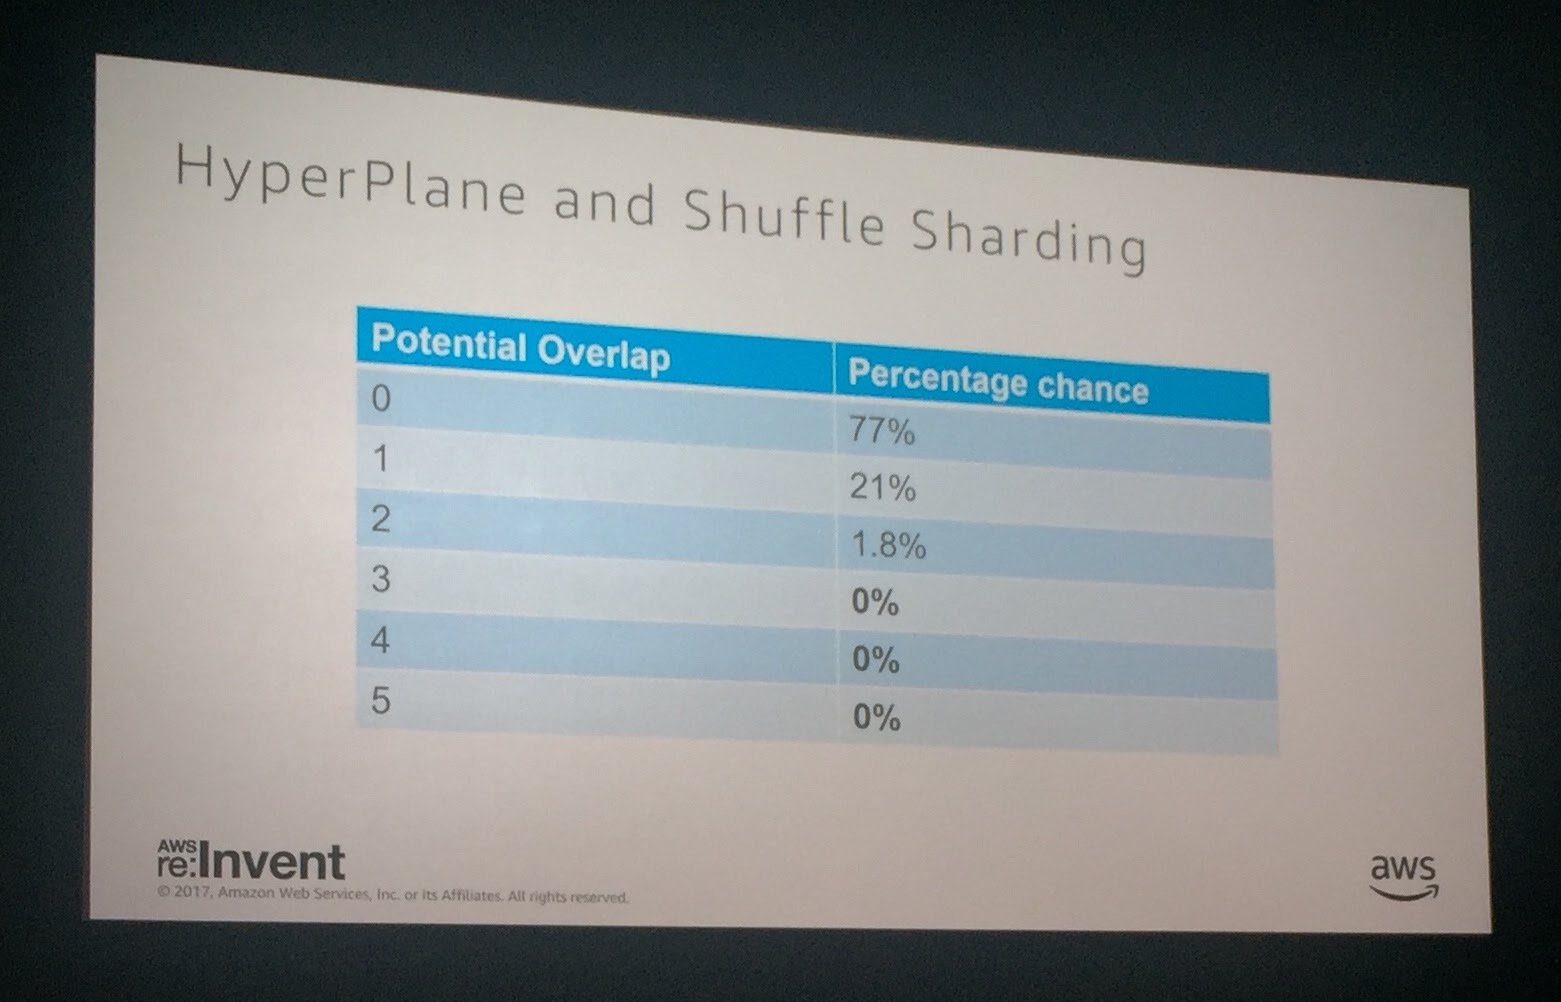 HyperPlane and Shuffle Sharding
Potential Overlap Percentage chance
0 77%
1 21%
2 1.8%
3 0%
4 0%
5 0%
AWS
re:Invent
© 2017, Amazon Web Services, Inc. or its Affiliates. All rights reserved.
aws